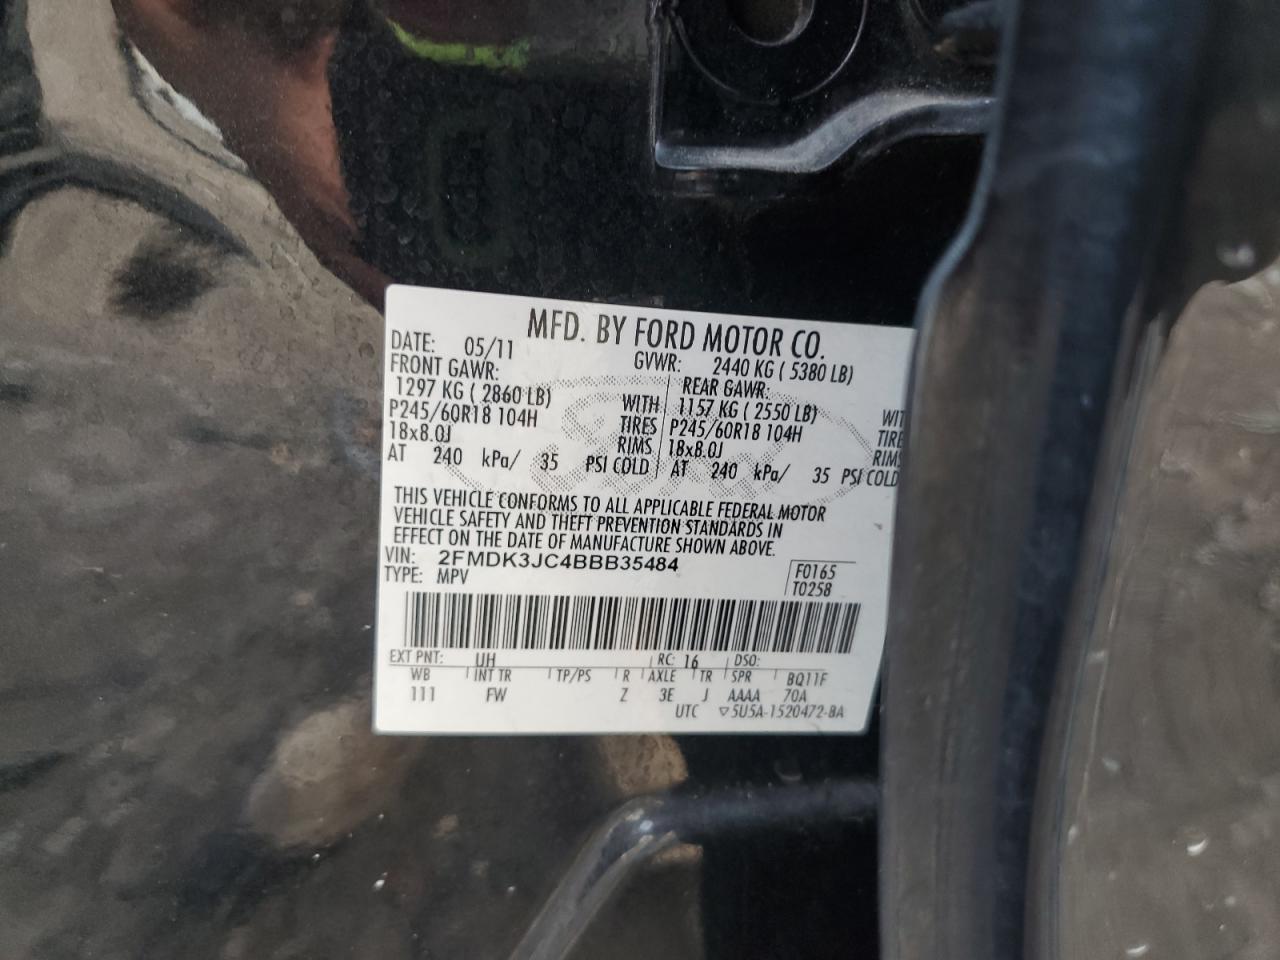 MFD. BY FORD MOTOR CO.
DATE: 05/11 GVWR: 2440 KG ( 5380 LB)
FRONT GAWR: REAR GAWR:
1297 KG ( 2860 LB) WITH 1157 KG ( 2550 LB) WIT
P245/60R18 104H TIRES P245/60R18 104H TIRE
18x8.0J RIMS 18x8.0J RIMS
AT 240 kPa/ 35 PSI COLD AT 240 kPa/ 35 PSI COLD
THIS VEHICLE CONFORMS TO ALL APPLICABLE FEDERAL MOTOR
VEHICLE SAFETY AND THEFT PREVENTION STANDARDS IN
EFFECT ON THE DATE OF MANUFACTURE SHOWN ABOVE.
VIN: 2FMDK3JC4BBB35484
TYPE: MPV
F0165
T0258
EXT PNT: UH RC: 16 DSO:
WB INT TR TP/PS R AXLE TR SPR BQ11F
111 FW Z 3E J AAAA 70A
UTC ▽5U5A-1520472-BA